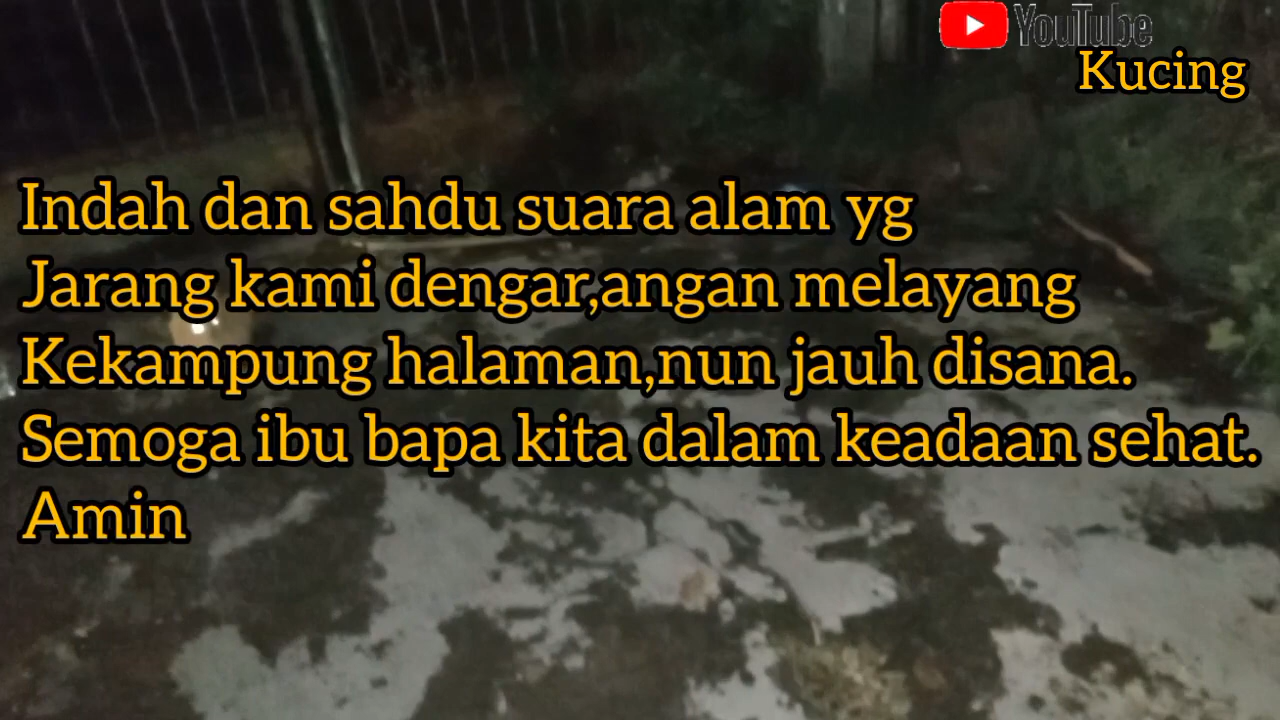 YouTube
Kucing
Indah dan sahdu suara alam yg
Jarang kami dengar,angan melayang
Kekampung halaman,nun jauh disana.
Semoga ibu bapa kita dalam keadaan sehat.
Amin